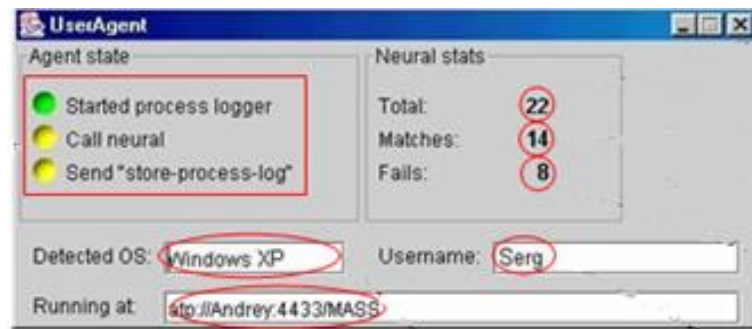 UserAgent
Agent state
Neural stats
Started process logger
Call neural
Send "store-process-log"
Total: 22
Matches: 14
Fails: 8
Detected OS: Windows XP
Username: Serg
Running at: atp://Andrey:4433/MASS